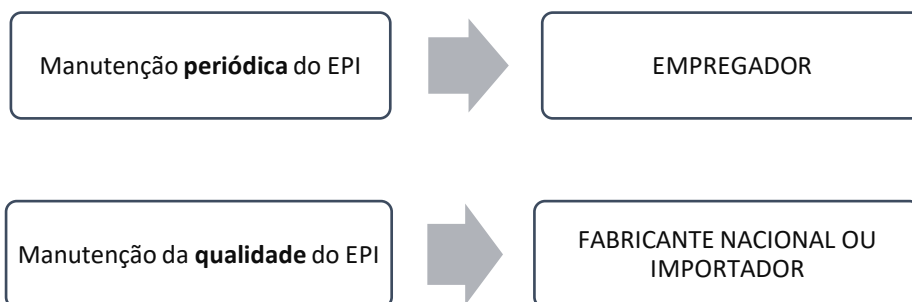 Manutenção periódica do EPI
EMPREGADOR
Manutenção da qualidade do EPI
FABRICANTE NACIONAL OU
IMPORTADOR